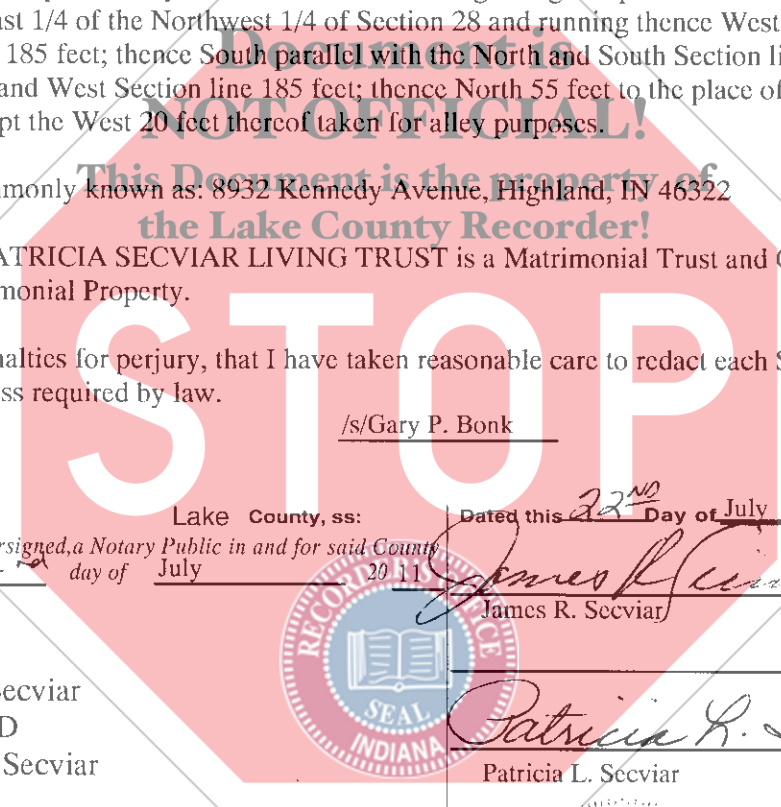 ast 1/4 of the Northwest 1/4 of Section 28 and running thence West
185 feet; thence South parallel with the North and South Section li
Document is
and West Section line 185 feet; thence North 55 feet to the place of
NOT OFFICIAL!
pt the West 20 feet thereof taken for alley purposes.
This Document is the property of
mmonly known as: 8932 Kennedy Avenue, Highland, IN 46322
the Lake County Recorder!
ATRICIA SECVIAR LIVING TRUST is a Matrimonial Trust and
monial Property.
STOP
nalties for perjury, that I have taken reasonable care to redact each S
ss required by law.
/s/Gary P. Bonk
Lake County, ss:
Dated this 22ND Day of July
rsigned, a Notary Public in and for said County
nd day of July 20 11
James R.
James R. Secviar
RECORDER'S OFFICE
SEAL
INDIANA
Secviar
D
Secviar
Patricia L. S
Patricia L. Secviar